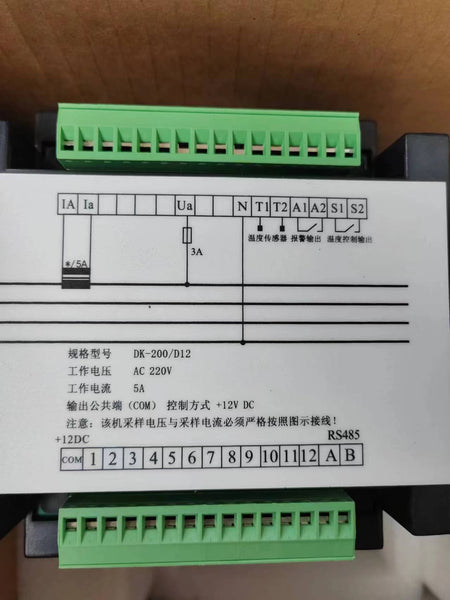 IA Ia Ua N T1 T2 A1 A2 S1 S2
温度传感器 报警输出 温度控制输出
3A
*/5A
规格型号 DK-200/D12
工作电压 AC 220V
工作电流 5A
输出公共端（COM） 控制方式 +12V DC
注意：该机采样电压与采样电流必须严格按照图示接线！
+12DC RS485
COM 1 2 3 4 5 6 7 8 9 10 11 12 A B